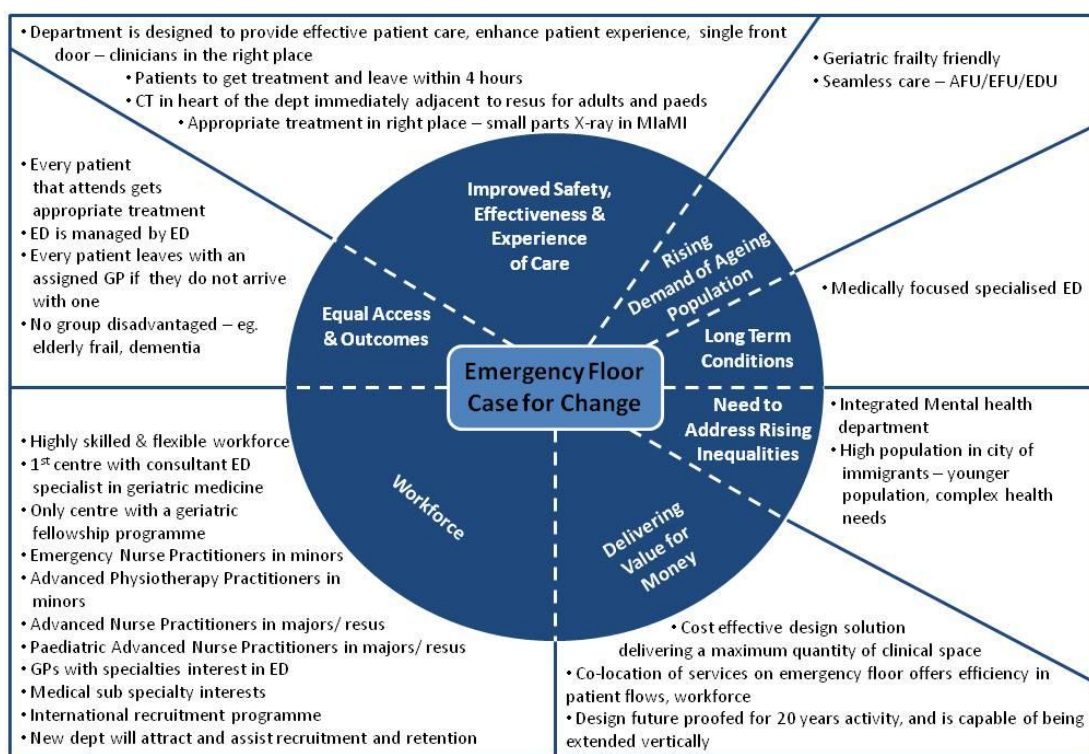 • Department is designed to provide effective patient care, enhance patient experience, single front
door – clinicians in the right place
• Patients to get treatment and leave within 4 hours
• CT in heart of the dept immediately adjacent to resus for adults and paeds
• Appropriate treatment in right place – small parts X-ray in MIaMI
• Geriatric frailty friendly
• Seamless care – AFU/EFU/EDU
• Every patient
that attends gets
appropriate treatment
• ED is managed by ED
• Every patient leaves with an
assigned GP if they do not arrive
with one
• No group disadvantaged – eg.
elderly frail, dementia
Improved Safety,
Effectiveness &
Experience
of Care
Rising
Demand of Ageing
Population
• Medically focused specialised ED
Equal Access
& Outcomes
Long Term
Conditions
Emergency Floor
Case for Change
Need to
Address Rising
Inequalities
• Integrated Mental health
department
• High population in city of
immigrants – younger
population, complex health
needs
Workforce
Delivering
Value for
Money
• Highly skilled & flexible workforce
• 1st centre with consultant ED
specialist in geriatric medicine
• Only centre with a geriatric
fellowship programme
• Emergency Nurse Practitioners in minors
• Advanced Physiotherapy Practitioners in
minors
• Advanced Nurse Practitioners in majors/ resus
• Paediatric Advanced Nurse Practitioners in majors/ resus
• GPs with specialties interest in ED
• Medical sub specialty interests
• International recruitment programme
• New dept will attract and assist recruitment and retention
• Cost effective design solution
delivering a maximum quantity of clinical space
• Co-location of services on emergency floor offers efficiency in
patient flows, workforce
• Design future proofed for 20 years activity, and is capable of being
extended vertically